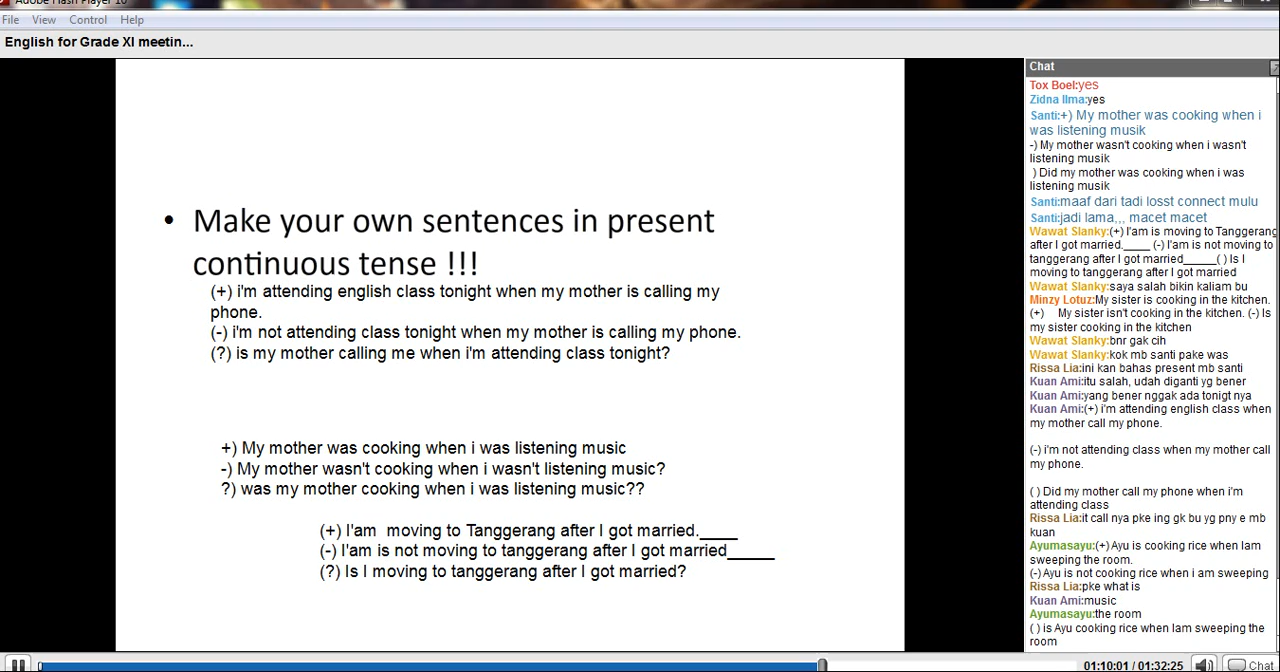 Adobe Flash Player 10
File View Control Help
English for Grade XI meetin...
• Make your own sentences in present
continuous tense !!!
(+) i'm attending english class tonight when my mother is calling my
phone.
(-) i'm not attending class tonight when my mother is calling my phone.
(?) is my mother calling me when i'm attending class tonight?
+) My mother was cooking when i was listening music
-) My mother wasn't cooking when i wasn't listening music?
?) was my mother cooking when i was listening music??
(+) I'am moving to Tanggerang after I got married.____
(-) I'am is not moving to tanggerang after I got married_____
(?) Is I moving to tanggerang after I got married?
Chat
Tox Boel:yes
Zidna Ilma:yes
Santi:+) My mother was cooking when i
was listening musik
-) My mother wasn't cooking when i wasn't
listening musik
) Did my mother was cooking when i was
listening musik
Santi:maaf dari tadi losst connect mulu
Santi:jadi lama,,, macet macet
Wawat Slanky:(+) I'am is moving to Tanggerang
after I got married.____ (-) I'am is not moving to
tanggerang after I got married_____( ) Is I
moving to tanggerang after I got married
Wawat Slanky:saya salah bikin kaliam bu
Minzy Lotuz:My sister is cooking in the kitchen.
(+) My sister isn't cooking in the kitchen. (-) Is
my sister cooking in the kitchen
Wawat Slanky:bnr gak cih
Wawat Slanky:kok mb santi pake was
Rissa Lia:ini kan bahas present mb santi
Kuan Ami:itu salah, udah diganti yg bener
Kuan Ami:yang bener nggak ada tonigt nya
Kuan Ami:(+) i'm attending english class when
my mother call my phone.
(-) i'm not attending class when my mother call
my phone.
( ) Did my mother call my phone when i'm
attending class
Rissa Lia:it call nya pke ing gk bu yg pny e mb
kuan
Ayumasayu:(+) Ayu is cooking rice when Iam
sweeping the room.
(-) Ayu is not cooking rice when i am sweeping
Rissa Lia:pke what is
Kuan Ami:music
Ayumasayu:the room
( ) is Ayu cooking rice when Iam sweeping the
room
01:10:01 / 01:32:25 Chat